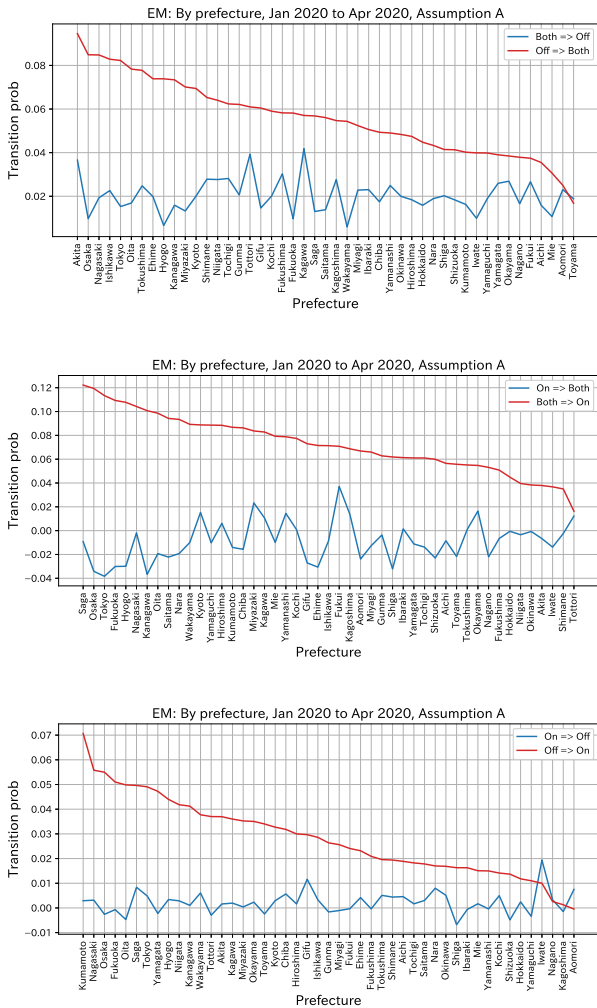 EM: By prefecture, Jan 2020 to Apr 2020, Assumption A
Both => Off
Off => Both
Transition prob
0.08
0.06
0.04
0.02
Akita
Osaka
Nagasaki
Ishikawa
Tokyo
Oita
Tokushima
Ehime
Hyogo
Kanagawa
Miyazaki
Kyoto
Shimane
Niigata
Tochigi
Gunma
Tottori
Gifu
Kochi
Fukushima
Fukuoka
Kagawa
Saga
Saitama
Kagoshima
Wakayama
Miyagi
Ibaraki
Chiba
Yamanashi
Okinawa
Hiroshima
Hokkaido
Nara
Shiga
Shizuoka
Kumamoto
Iwate
Yamaguchi
Yamagata
Okayama
Nagano
Fukui
Aichi
Mie
Aomori
Toyama
Prefecture
EM: By prefecture, Jan 2020 to Apr 2020, Assumption A
On => Both
Both => On
Transition prob
0.12
0.10
0.08
0.06
0.04
0.02
0.00
−0.02
−0.04
Saga
Osaka
Tokyo
Fukuoka
Hyogo
Nagasaki
Kanagawa
Oita
Saitama
Nara
Wakayama
Kyoto
Yamaguchi
Hiroshima
Kumamoto
Chiba
Miyazaki
Kagawa
Mie
Yamanashi
Kochi
Gifu
Ehime
Ishikawa
Fukui
Kagoshima
Aomori
Miyagi
Gunma
Shiga
Ibaraki
Yamagata
Tochigi
Shizuoka
Aichi
Toyama
Tokushima
Okayama
Nagano
Fukushima
Hokkaido
Niigata
Okinawa
Akita
Iwate
Shimane
Tottori
Prefecture
EM: By prefecture, Jan 2020 to Apr 2020, Assumption A
On => Off
Off => On
Transition prob
0.07
0.06
0.05
0.04
0.03
0.02
0.01
0.00
−0.01
Kumamoto
Nagasaki
Osaka
Fukuoka
Oita
Saga
Tokyo
Yamagata
Hyogo
Niigata
Kanagawa
Wakayama
Tottori
Akita
Kagawa
Miyazaki
Okayama
Toyama
Kyoto
Chiba
Hiroshima
Gifu
Ishikawa
Gunma
Miyagi
Fukui
Ehime
Fukushima
Tokushima
Shimane
Aichi
Tochigi
Saitama
Nara
Okinawa
Shiga
Ibaraki
Mie
Yamanashi
Kochi
Shizuoka
Hokkaido
Yamaguchi
Iwate
Nagano
Kagoshima
Aomori
Prefecture